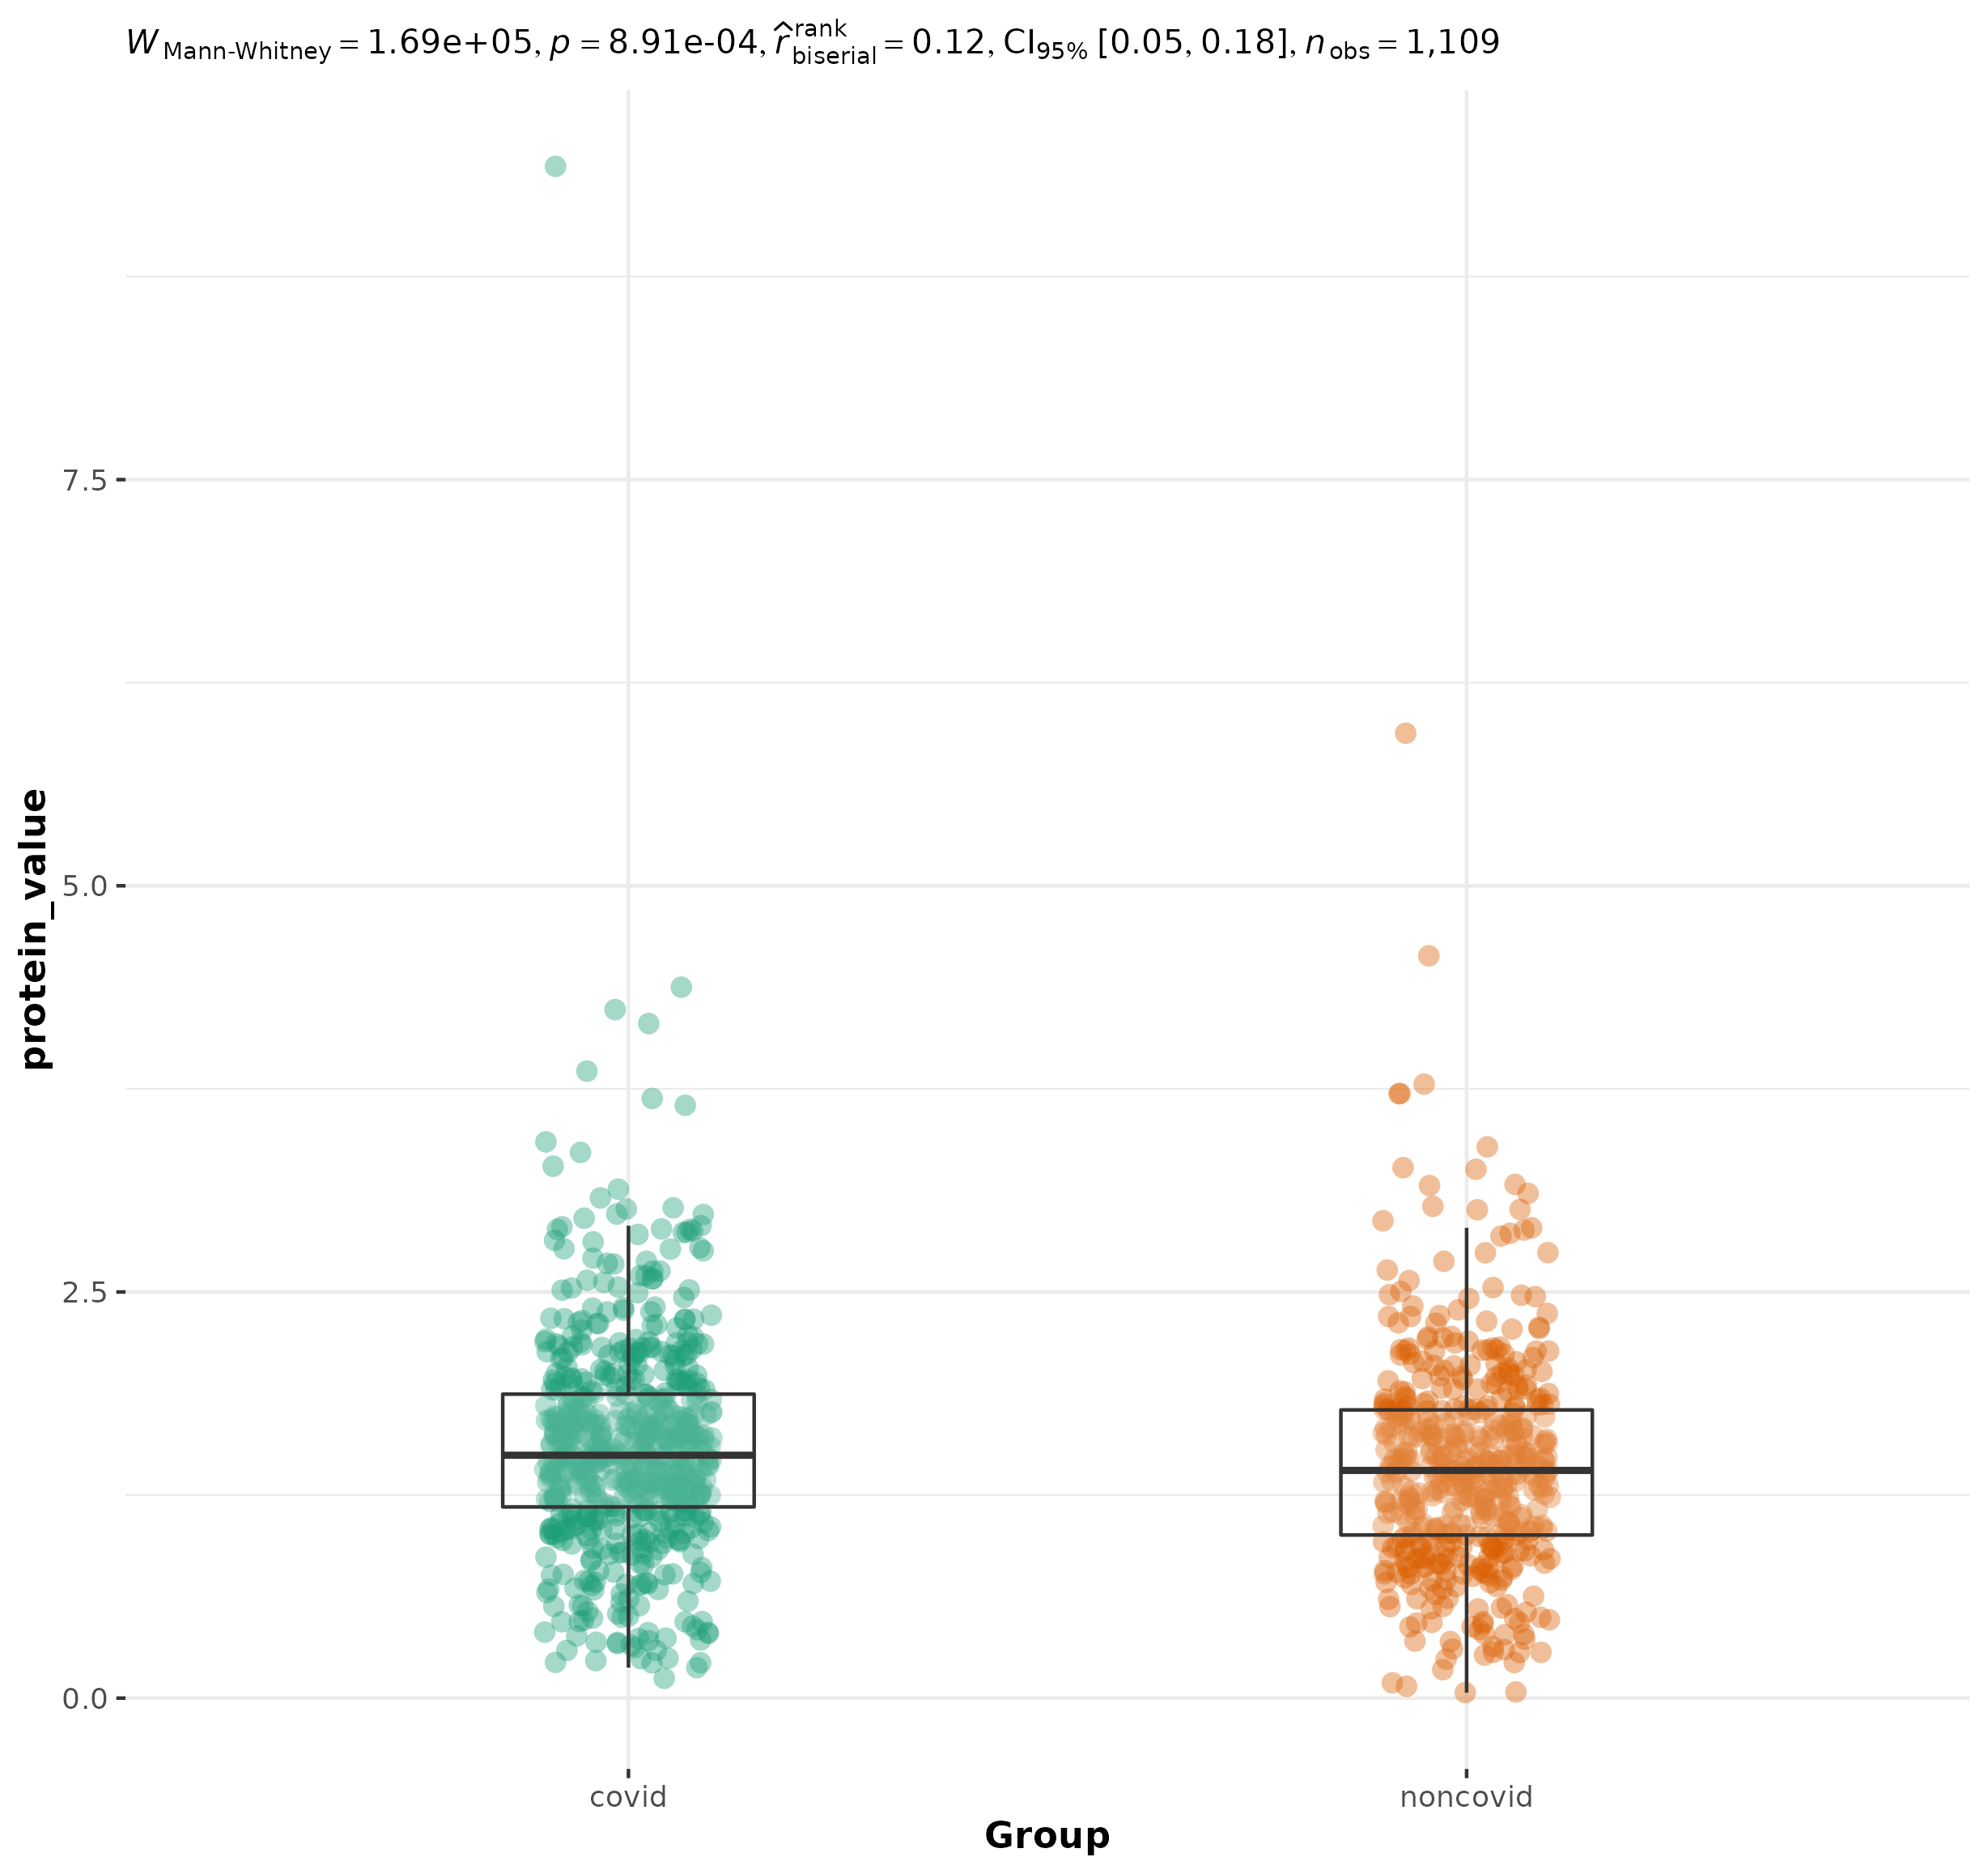 W Mann-Whitney = 1.69e+05, p = 8.91e-04, r̂ rank biserial = 0.12, CI95% [0.05, 0.18], n obs = 1,109
7.5
5.0
2.5
0.0
protein_value
covid noncovid
Group